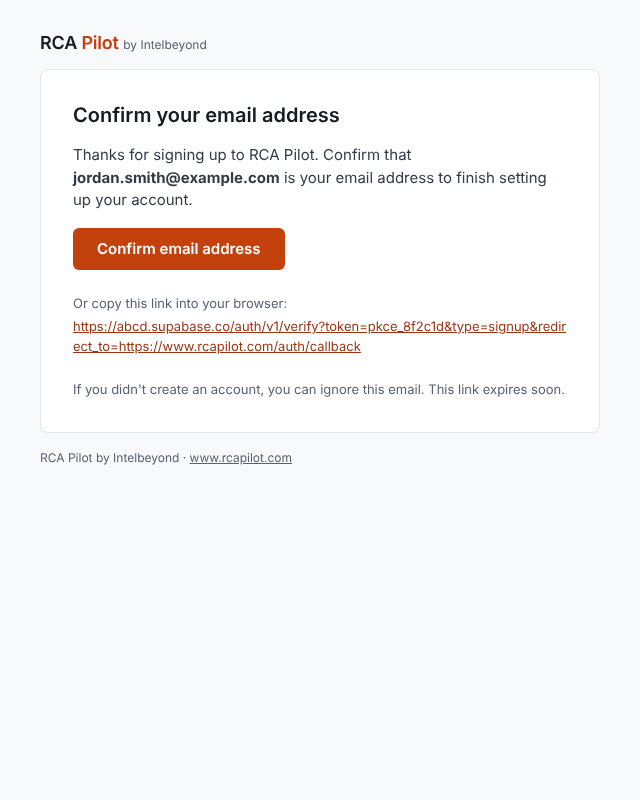 RCA Pilot by Intelbeyond
Confirm your email address
Thanks for signing up to RCA Pilot. Confirm that
jordan.smith@example.com is your email address to finish setting
up your account.
Confirm email address
Or copy this link into your browser:
https://abcd.supabase.co/auth/v1/verify?token=pkce_8f2c1d&type=signup&redir
ect_to=https://www.rcapilot.com/auth/callback
If you didn't create an account, you can ignore this email. This link expires soon.
RCA Pilot by Intelbeyond · www.rcapilot.com